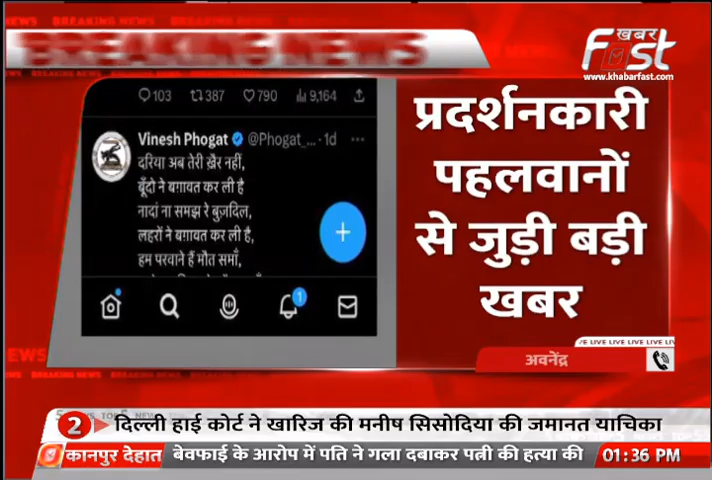 BREAKING NEWS
खबर
Fast
www.khabarfast.com
103 387 790 9,164
Vinesh Phogat @Phogat_... · 1d ...
दरिया अब तेरी ख़ैर नहीं,
बूँदो ने बग़ावत कर ली है
नादां ना समझ रे बुज़दिल,
लहरों ने बग़ावत कर ली है,
हम परवाने हैं मौत समाँ,
1
प्रदर्शनकारी
पहलवानों
से जुड़ी बड़ी
खबर
LIVE LIVE LIVE LIVE
अवनेंद्र
2 दिल्ली हाई कोर्ट ने खारिज की मनीष सिसोदिया की जमानत याचिका
कानपुर देहात बेवफाई के आरोप में पति ने गला दबाकर पत्नी की हत्या की 01:36 PM